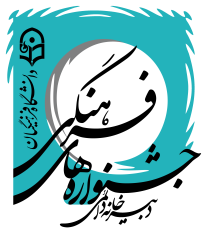 دانشگاه فرهنگیان
دبیرخانه دائمی
جشنواره‌های
فرهنگی